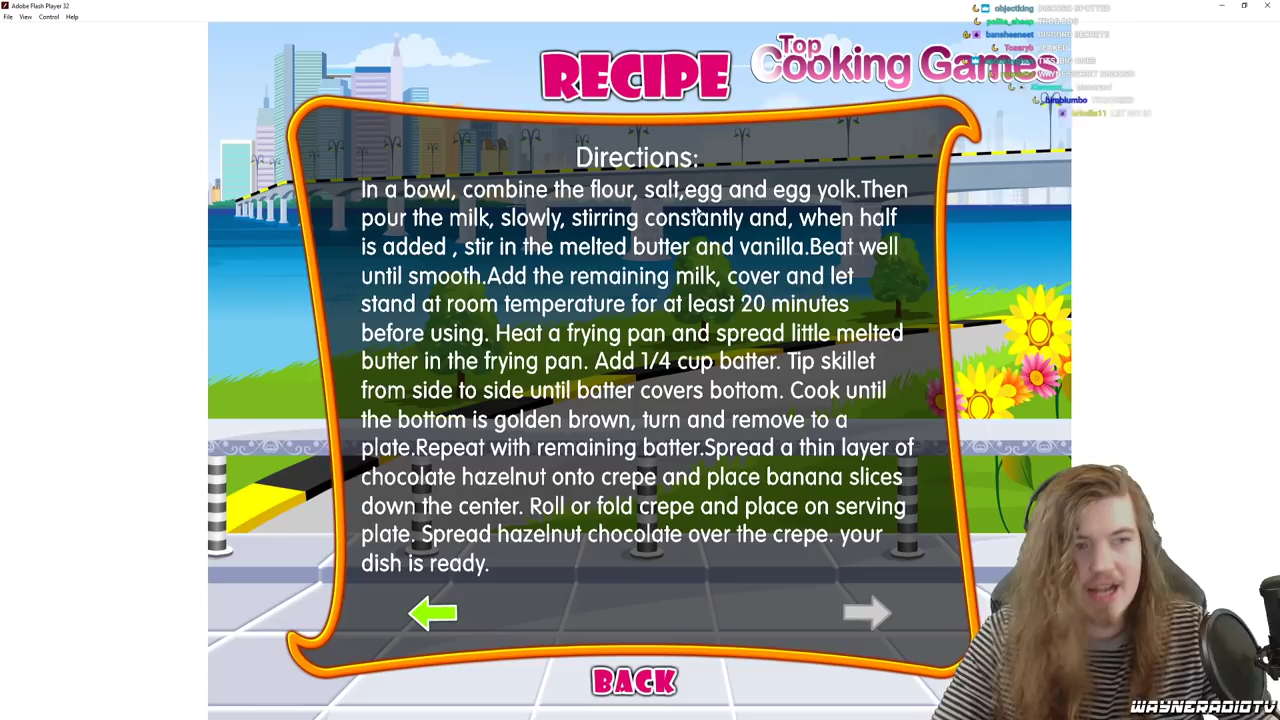 Adobe Flash Player 32
File View Control Help
objectking DISCORD SPOTTED
polite_sheep
bansheeneet DISCORD SECRETS
RECIPE
Top
Cooking Games
Directions:
In a bowl, combine the flour, salt,egg and egg yolk.Then
pour the milk, slowly, stirring constantly and, when half
is added , stir in the melted butter and vanilla.Beat well
until smooth.Add the remaining milk, cover and let
stand at room temperature for at least 20 minutes
before using. Heat a frying pan and spread little melted
butter in the frying pan. Add 1/4 cup batter. Tip skillet
from side to side until batter covers bottom. Cook until
the bottom is golden brown, turn and remove to a
plate.Repeat with remaining batter.Spread a thin layer of
chocolate hazelnut onto crepe and place banana slices
down the center. Roll or fold crepe and place on serving
plate. Spread hazelnut chocolate over the crepe. your
dish is ready.
BACK
WAYNERADIOTV